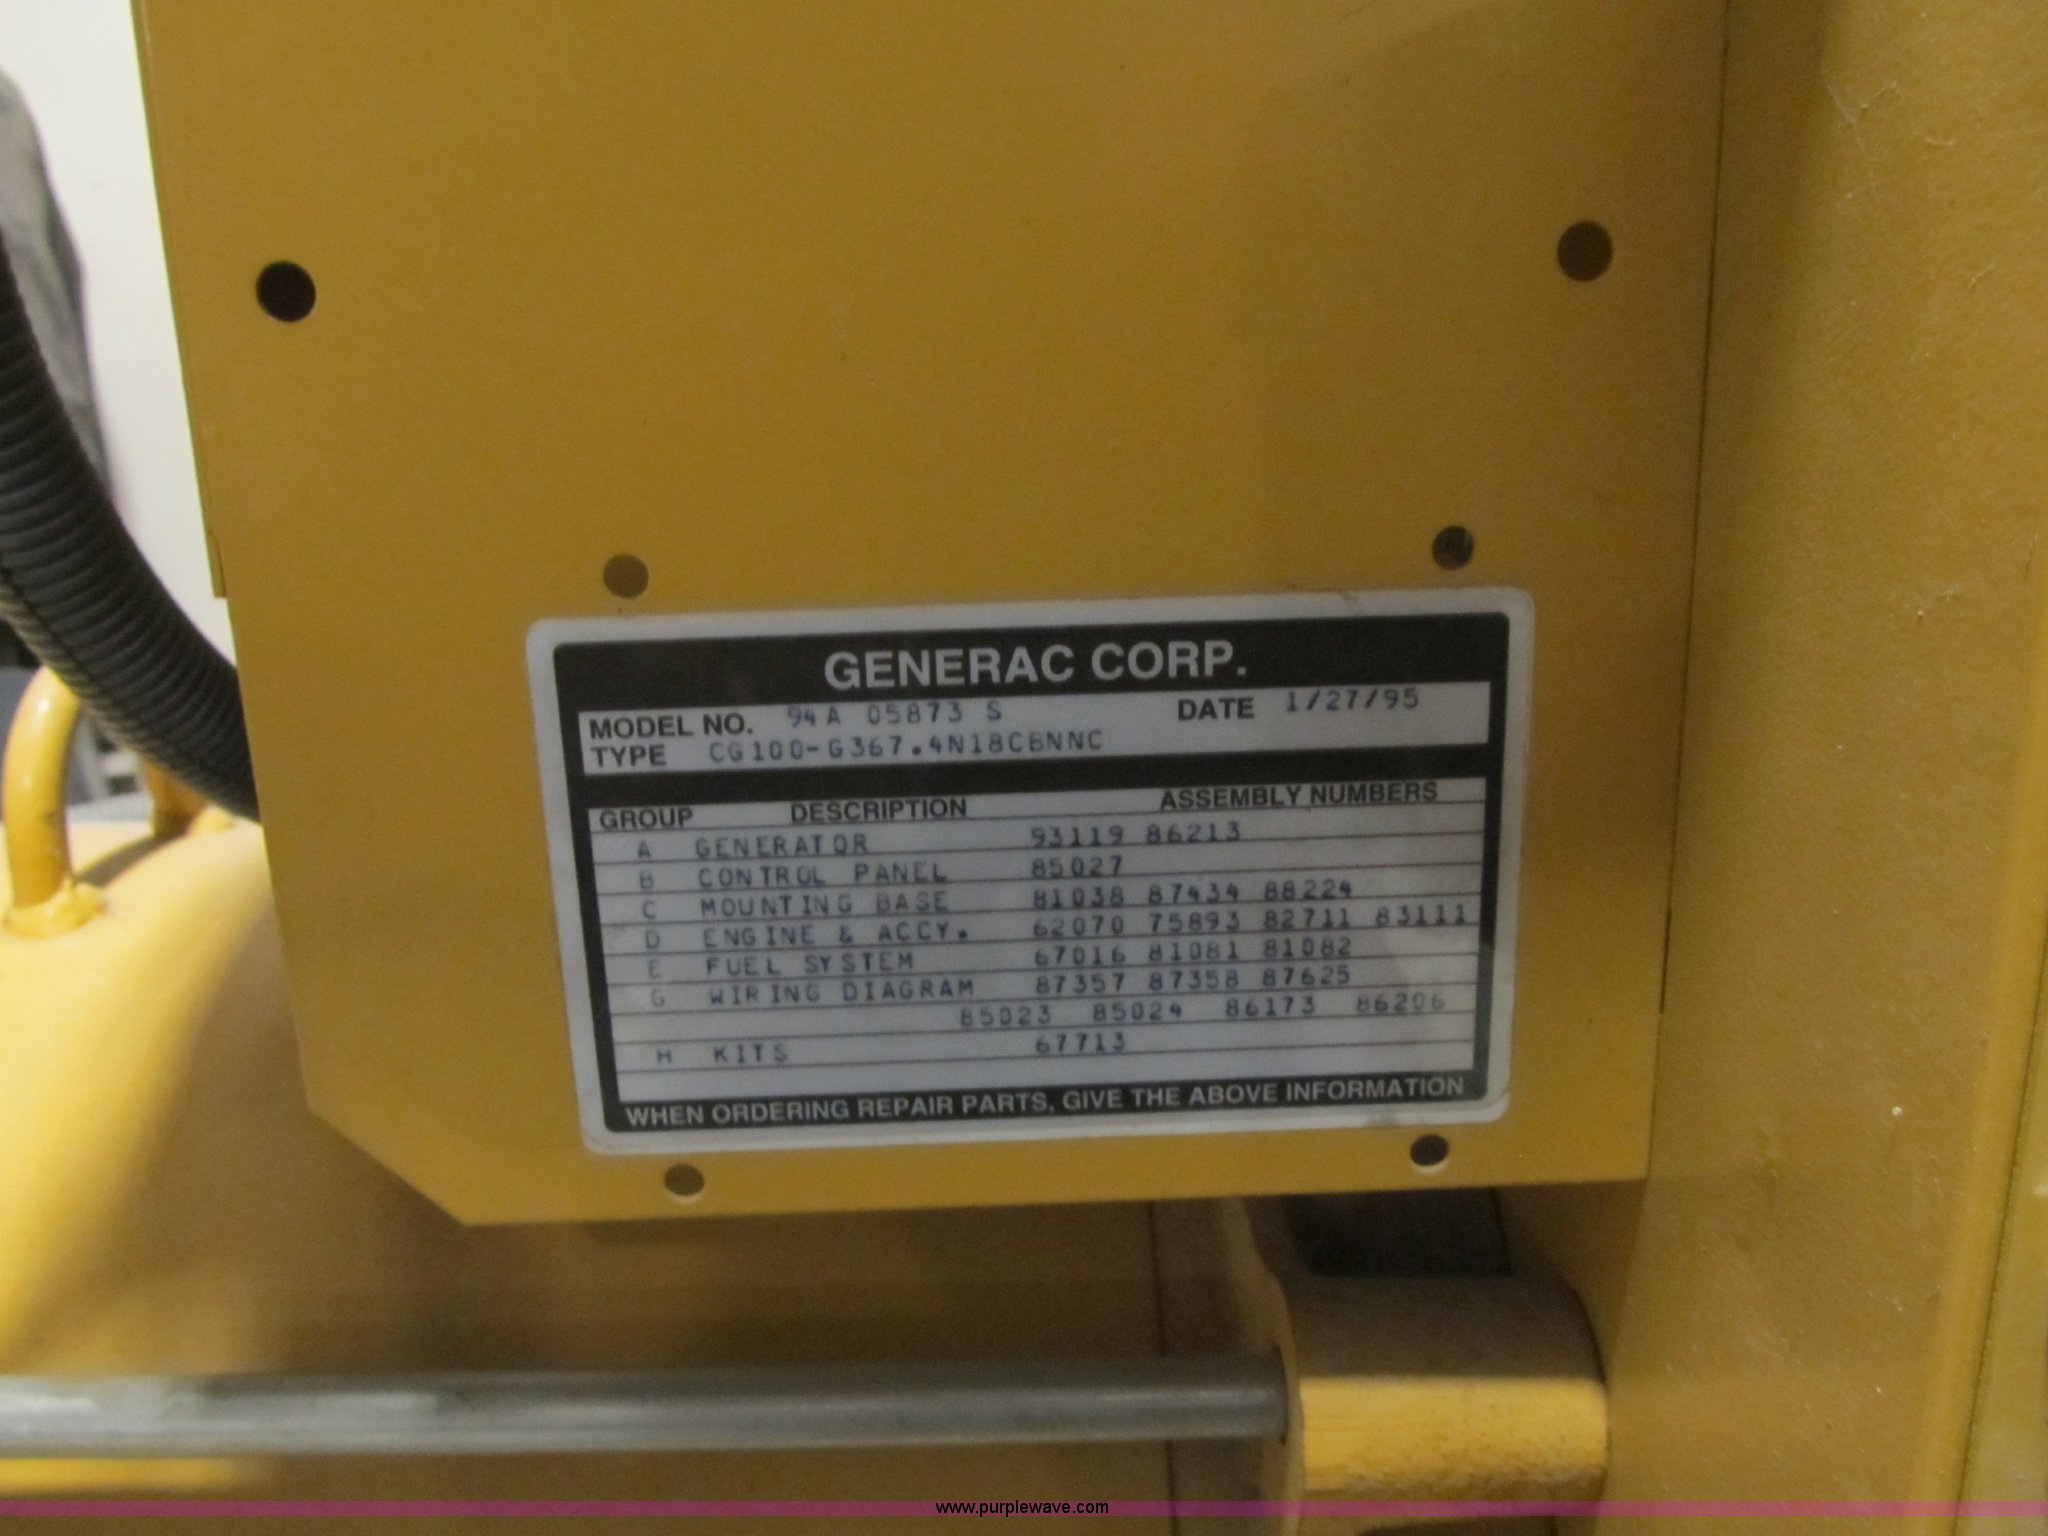 GENERAC CORP.
MODEL NO. 94A 05873 S DATE 1/27/95
TYPE CG100-G367.4N18CBNNC
GROUP DESCRIPTION ASSEMBLY NUMBERS
A GENERATOR 93119 86213
B CONTROL PANEL 85027
C MOUNTING BASE 81038 87434 88224
D ENGINE & ACCY. 62070 75893 82711 83111
E FUEL SYSTEM 67016 81081 81082
G WIRING DIAGRAM 87357 87358 87625
85023 85024 86173 86206
H KITS 67713
WHEN ORDERING REPAIR PARTS, GIVE THE ABOVE INFORMATION
www.purplewave.com